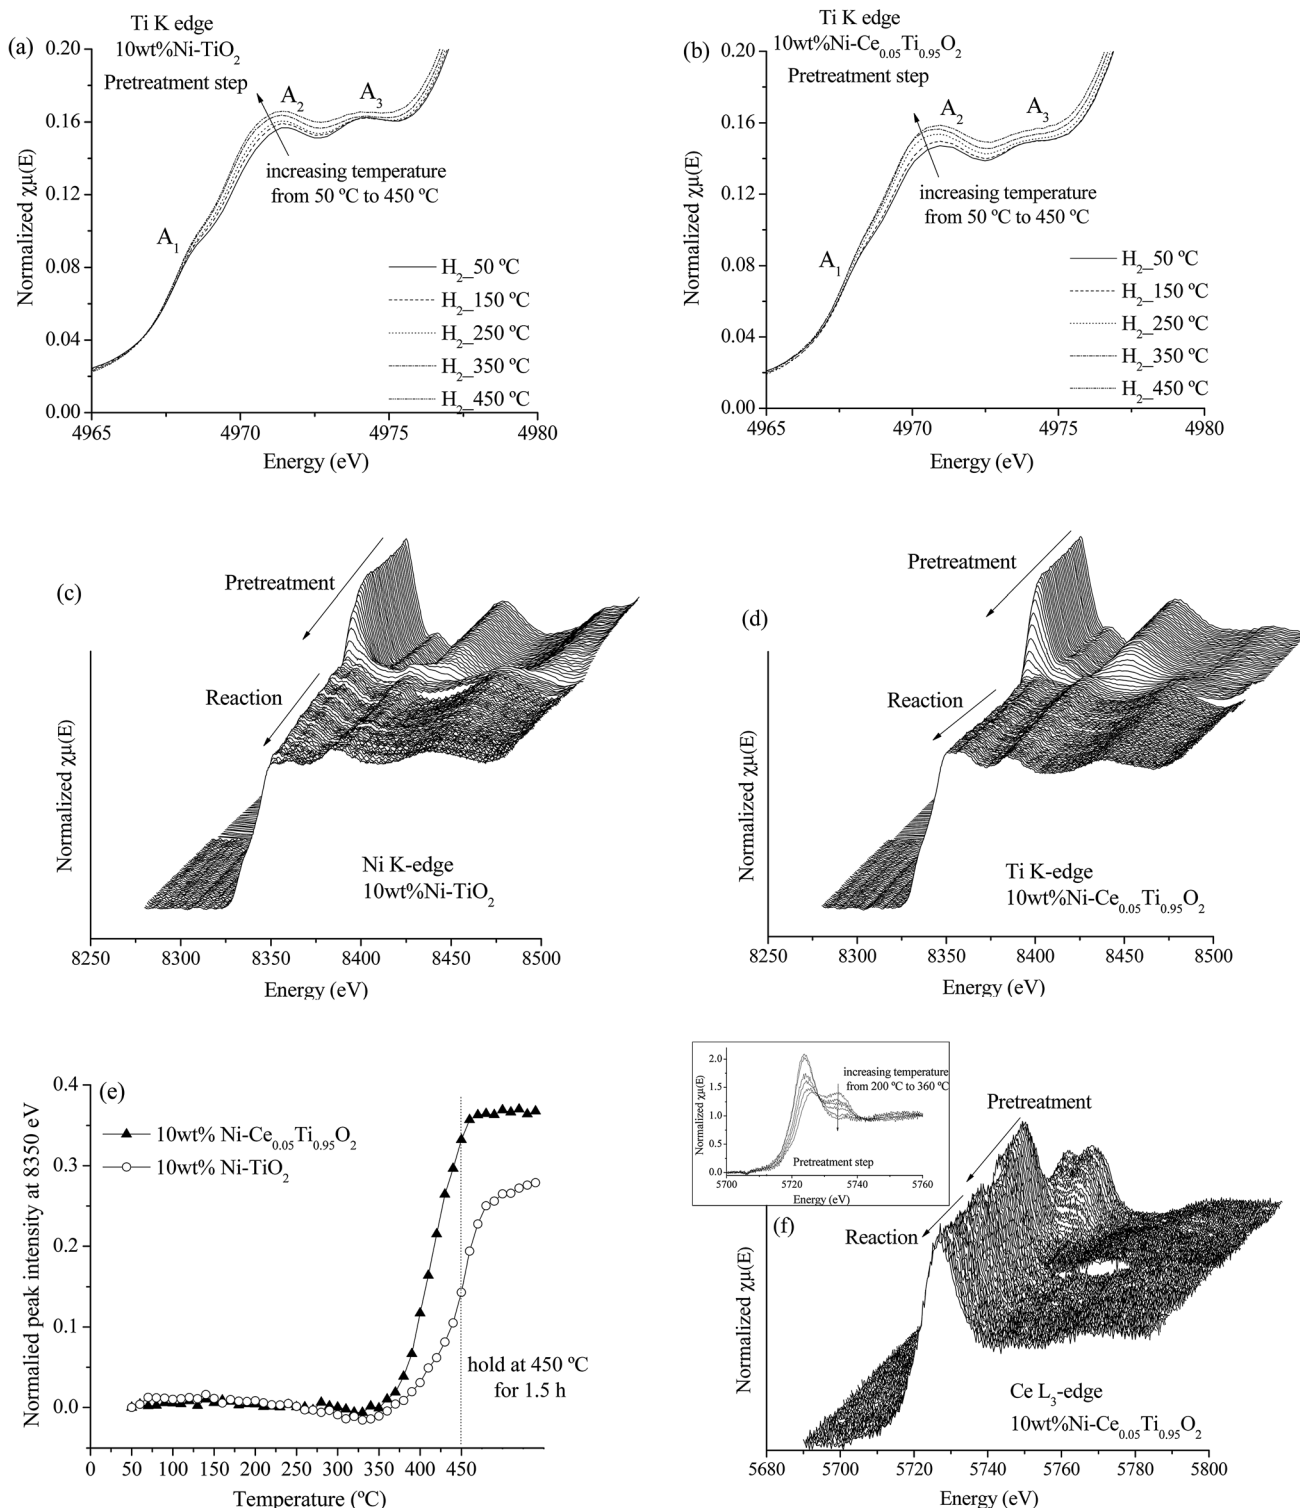 (a)
Ti K edge
10wt%Ni-TiO₂
Pretreatment step
A₁
A₂
A₃
increasing temperature
from 50 ºC to 450 ºC
H₂_50 ºC
H₂_150 ºC
H₂_250 ºC
H₂_350 ºC
H₂_450 ºC
Normalized χμ(E)
0.20
0.16
0.12
0.08
0.04
0.00
4965
4970
4975
4980
Energy (eV)
(b)
Ti K edge
10wt%Ni-Ce₀.₀₅Ti₀.₉₅O₂
Pretreatment step
A₁
A₂
A₃
increasing temperature
from 50 ºC to 450 ºC
H₂_50 ºC
H₂_150 ºC
H₂_250 ºC
H₂_350 ºC
H₂_450 ºC
Normalized χμ(E)
0.20
0.16
0.12
0.08
0.04
0.00
4965
4970
4975
4980
Energy (eV)
(c)
Pretreatment
Reaction
Ni K-edge
10wt%Ni-TiO₂
Normalized χμ(E)
8250
8300
8350
8400
8450
8500
Energy (eV)
(d)
Pretreatment
Reaction
Ti K-edge
10wt%Ni-Ce₀.₀₅Ti₀.₉₅O₂
Normalized χμ(E)
8250
8300
8350
8400
8450
8500
Energy (eV)
(e)
10wt% Ni-Ce₀.₀₅Ti₀.₉₅O₂
10wt% Ni-TiO₂
hold at 450 ºC
for 1.5 h
Normalied peak intensity at 8350 eV
0.4
0.3
0.2
0.1
0.0
0
50
100
150
200
250
300
350
400
450
Temperature (ºC)
Normalized χμ(E)
2.0
1.5
1.0
0.5
0.0
increasing temperature
from 200 ºC to 360 ºC
Pretreatment step
5700
5720
5740
5760
Energy (eV)
(f)
Pretreatment
Reaction
Ce L₃-edge
10wt%Ni-Ce₀.₀₅Ti₀.₉₅O₂
Normalized χμ(E)
5680
5700
5720
5740
5760
5780
5800
Energy (eV)